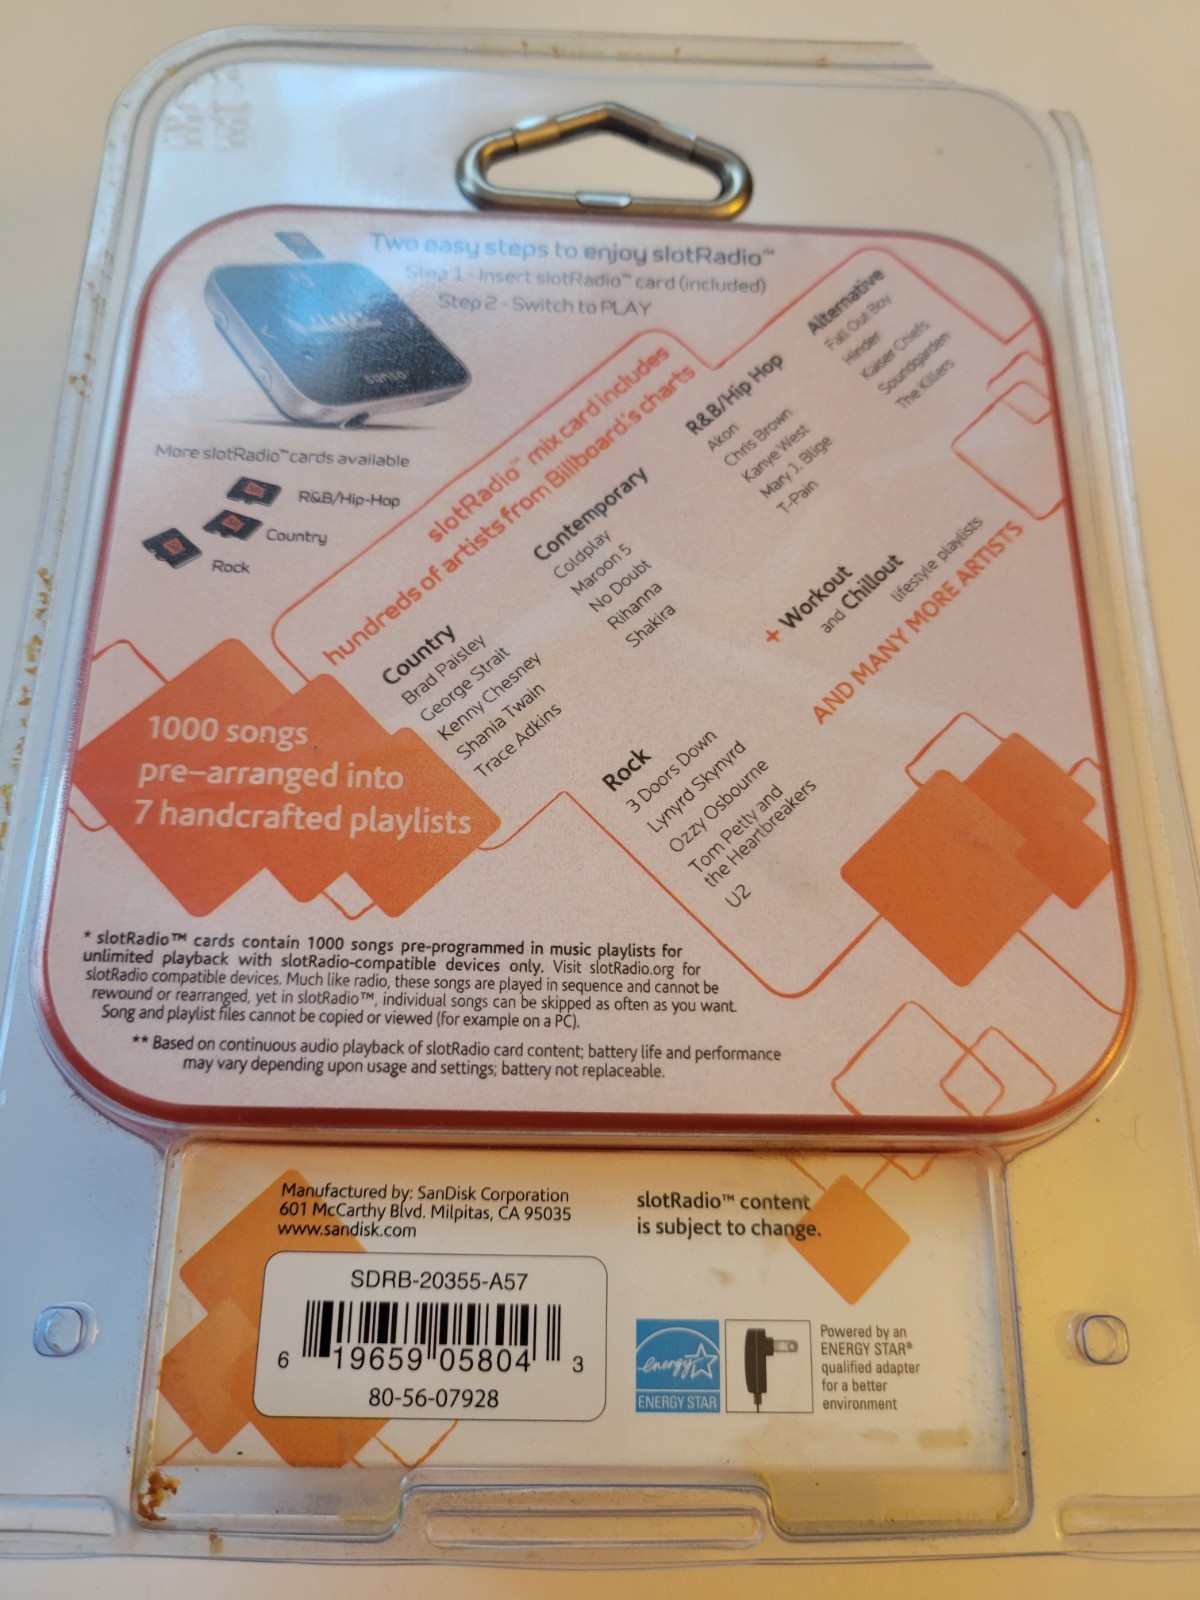 Two easy steps to enjoy slotRadio™
Step 1 - Insert slotRadio™ card (included)
Step 2 - Switch to PLAY
sansa
More slotRadio™ cards available
R&B/Hip-Hop
Country
Rock
slotRadio™ mix card includes
hundreds of artists from Billboard's charts
Country
Brad Paisley
George Strait
Kenny Chesney
Shania Twain
Trace Adkins
Contemporary
Coldplay
Maroon 5
No Doubt
Rihanna
Shakira
R&B/Hip Hop
Akon
Chris Brown
Kanye West
Mary J. Blige
T-Pain
Alternative
Fall Out Boy
Hinder
Kaiser Chiefs
Soundgarden
The Killers
Rock
3 Doors Down
Lynyrd Skynyrd
Ozzy Osbourne
Tom Petty and
the Heartbreakers
U2
+ Workout
and Chillout
lifestyle playlists
AND MANY MORE ARTISTS
1000 songs
pre–arranged into
7 handcrafted playlists
* slotRadio™ cards contain 1000 songs pre-programmed in music playlists for
unlimited playback with slotRadio-compatible devices only. Visit slotRadio.org for
slotRadio compatible devices. Much like radio, these songs are played in sequence and cannot be
rewound or rearranged, yet in slotRadio™, individual songs can be skipped as often as you want.
Song and playlist files cannot be copied or viewed (for example on a PC).
** Based on continuous audio playback of slotRadio card content; battery life and performance
may vary depending upon usage and settings; battery not replaceable.
Manufactured by: SanDisk Corporation
601 McCarthy Blvd. Milpitas, CA 95035
www.sandisk.com
slotRadio™ content
is subject to change.
SDRB-20355-A57
6 19659 05804 3
80-56-07928
energy
ENERGY STAR
Powered by an
ENERGY STAR®
qualified adapter
for a better
environment